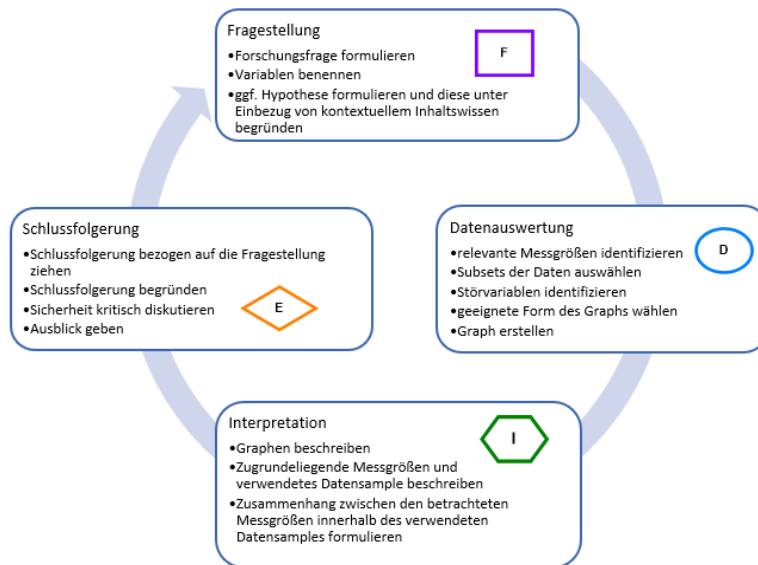 Fragestellung
F
•Forschungsfrage formulieren
•Variablen benennen
•ggf. Hypothese formulieren und diese unter
Einbezug von kontextuellem Inhaltswissen
begründen
Datenauswertung
D
•relevante Messgrößen identifizieren
•Subsets der Daten auswählen
•Störvariablen identifizieren
•geeignete Form des Graphs wählen
•Graph erstellen
Interpretation
I
•Graphen beschreiben
•Zugrundeliegende Messgrößen und
verwendetes Datensample beschreiben
•Zusammenhang zwischen den betrachteten
Messgrößen innerhalb des verwendeten
Datensamples formulieren
Schlussfolgerung
•Schlussfolgerung bezogen auf die Fragestellung
ziehen
•Schlussfolgerung begründen
•Sicherheit kritisch diskutieren
•Ausblick geben
E